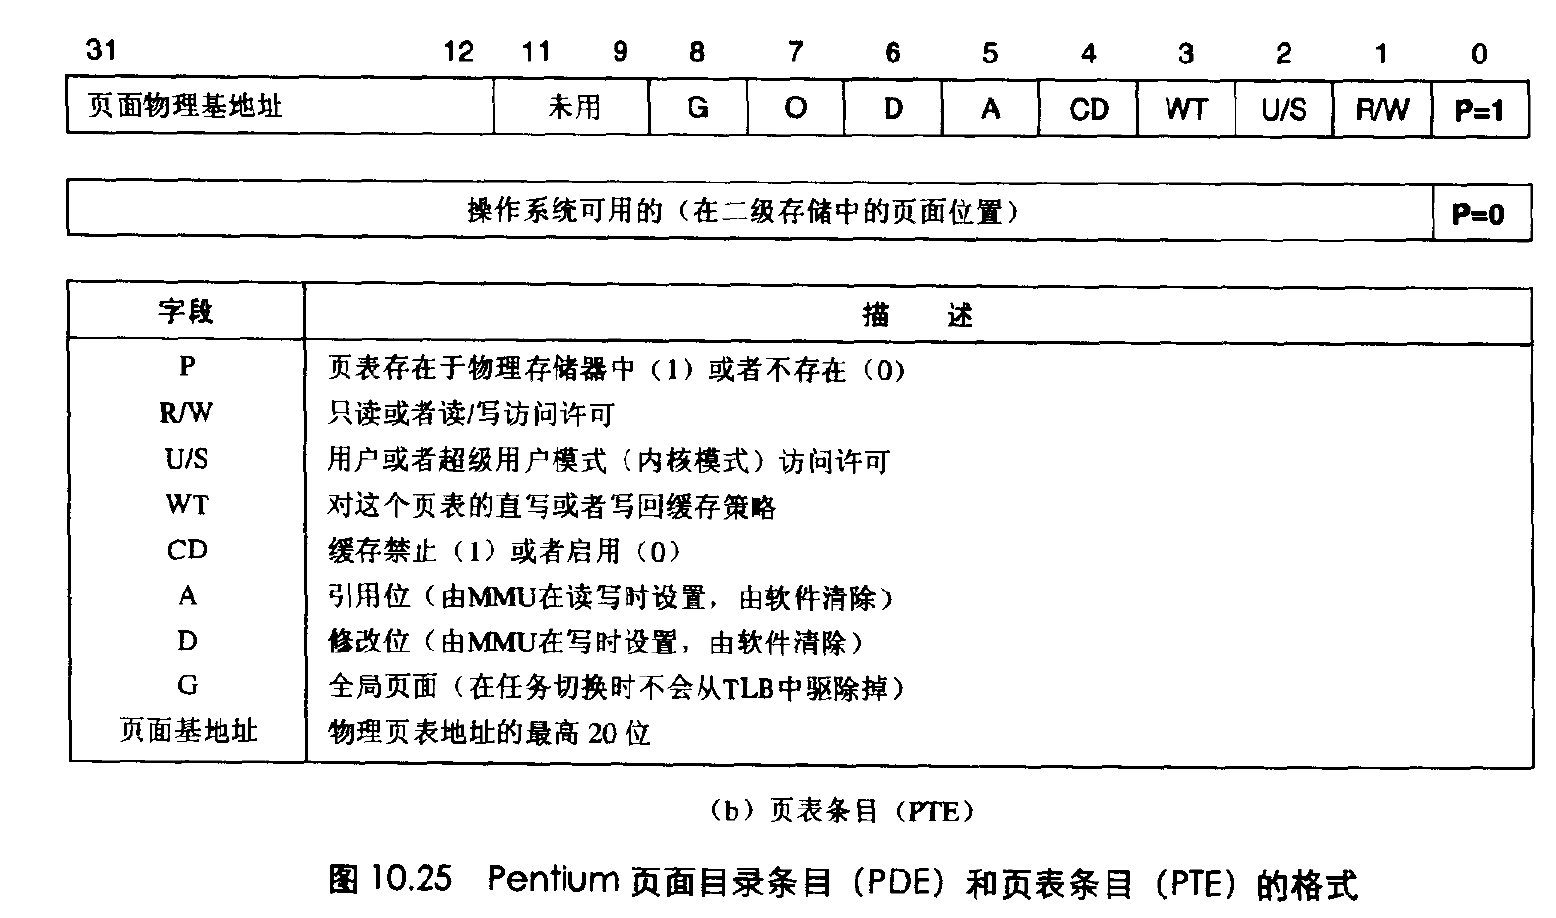 31 12 11 9 8 7 6 5 4 3 2 1 0
页面物理基地址 未用 G O D A CD WT U/S R/W P=1
操作系统可用的（在二级存储中的页面位置） P=0
字段 描 述
P 页表存在于物理存储器中（1）或者不存在（0）
R/W 只读或者读/写访问许可
U/S 用户或者超级用户模式（内核模式）访问许可
WT 对这个页表的直写或者写回缓存策略
CD 缓存禁止（1）或者启用（0）
A 引用位（由MMU在读写时设置，由软件清除）
D 修改位（由MMU在写时设置，由软件清除）
G 全局页面（在任务切换时不会从TLB中驱除掉）
页面基地址 物理页表地址的最高 20 位
（b）页表条目（PTE）
图 10.25 Pentium 页面目录条目（PDE）和页表条目（PTE）的格式